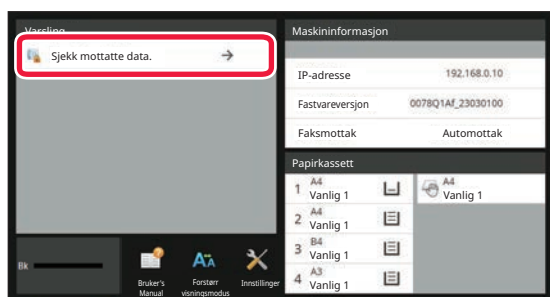 Varsling
Sjekk mottatte data. →
Bk
Bruker's
Manual
Forstørr
visningsmodus
Innstillinger
Maskininformasjon
IP-adresse 192.168.0.10
Fastvareversjon 0078Q1Af_23030100
Faksmottak Automottak
Papirkassett
1 A4
Vanlig 1
A4
Vanlig 1
2 A4
Vanlig 1
3 B4
Vanlig 1
4 A3
Vanlig 1